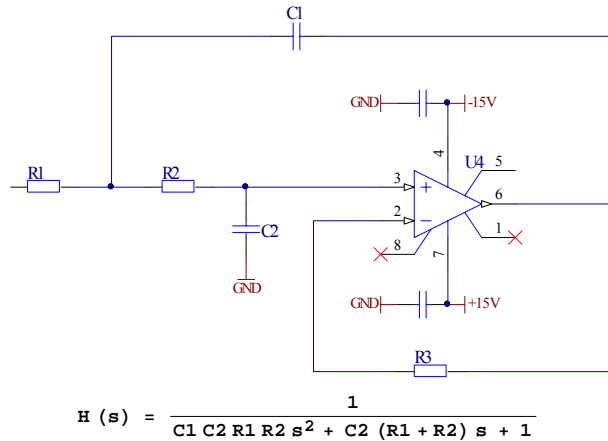 C1
GND
-15V
4
U4
5
R1
R2
3
+
6
2
−
1
C2
8
7
GND
GND
+15V
R3
H (s) = 1 / (C1 C2 R1 R2 s² + C2 (R1 + R2) s + 1)